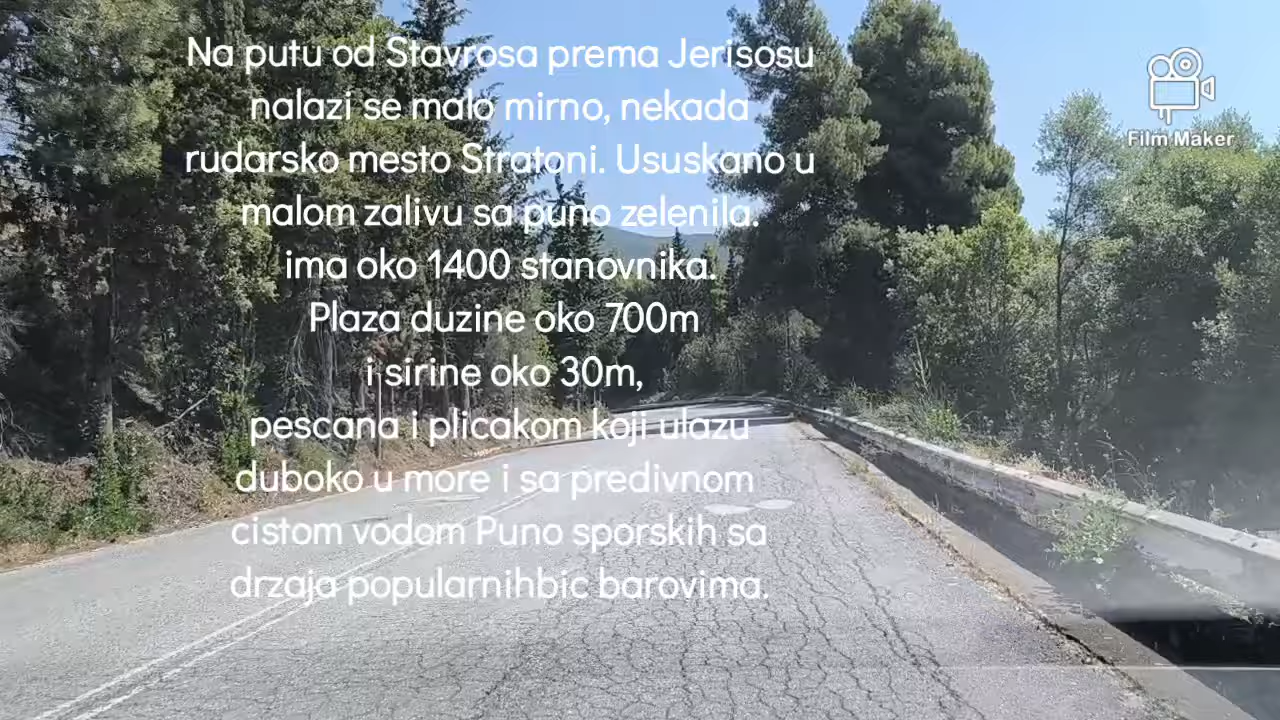 Na putu od Stavrosa prema Jerisosu
nalazi se malo mirno, nekada
rudarsko mesto Stratoni. Ususkano u
malom zalivu sa puno zelenila.
ima oko 1400 stanovnika.
Plaza duzine oko 700m
i sirine oko 30m,
pescana i plicakom koji ulazu
duboko u more i sa predivnom
cistom vodom Puno sporskih sa
drzaja popularnihbic barovima.
Film Maker